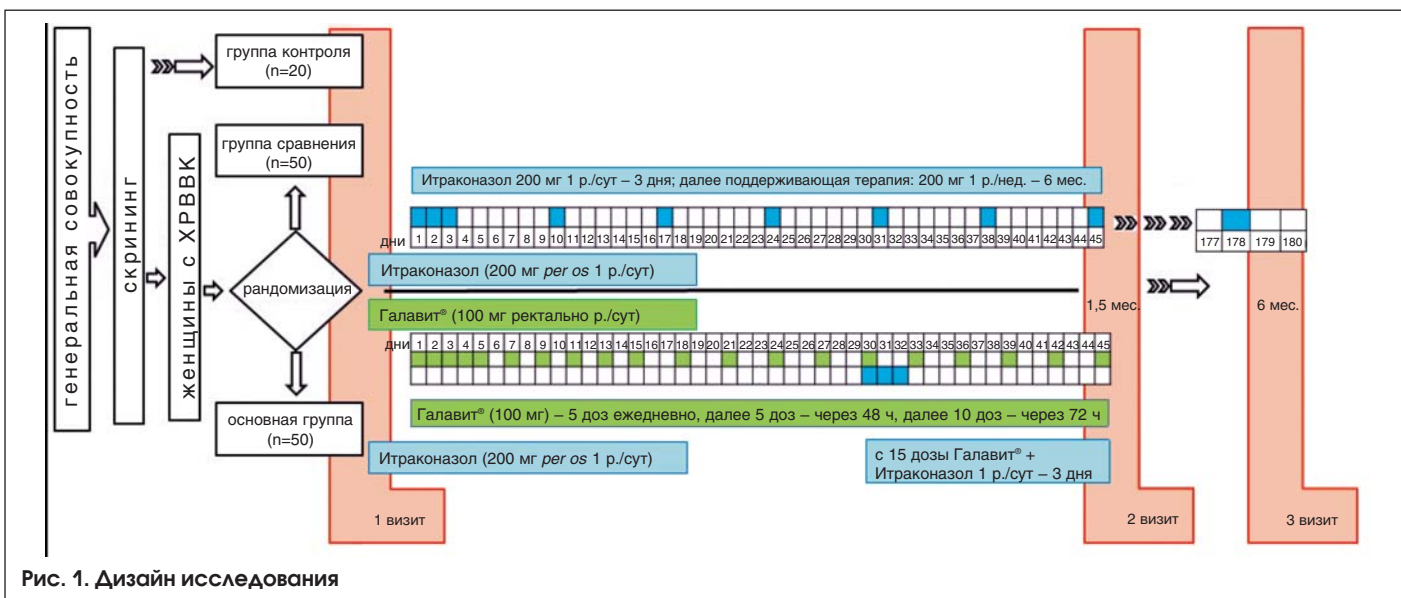 генеральная совокупность
скрининг
женщины с ХРВВК
группа контроля
(n=20)
группа сравнения
(n=50)
рандомизация
основная группа
(n=50)
1 визит
Итраконазол 200 мг 1 р./сут – 3 дня; далее поддерживающая терапия: 200 мг 1 р./нед. – 6 мес.
дни 1 2 3 4 5 6 7 8 9 10 11 12 13 14 15 16 17 18 19 20 21 22 23 24 25 26 27 28 29 30 31 32 33 34 35 36 37 38 39 40 41 42 43 44 45
177 178 179 180
Итраконазол (200 мг per os 1 р./сут)
Галавит® (100 мг ректально р./сут)
1,5 мес.
6 мес.
дни 1 2 3 4 5 6 7 8 9 10 11 12 13 14 15 16 17 18 19 20 21 22 23 24 25 26 27 28 29 30 31 32 33 34 35 36 37 38 39 40 41 42 43 44 45
Галавит® (100 мг) – 5 доз ежедневно, далее 5 доз – через 48 ч, далее 10 доз – через 72 ч
Итраконазол (200 мг per os 1 р./сут)
с 15 дозы Галавит® +
Итраконазол 1 р./сут – 3 дня
2 визит
3 визит
Рис. 1. Дизайн исследования